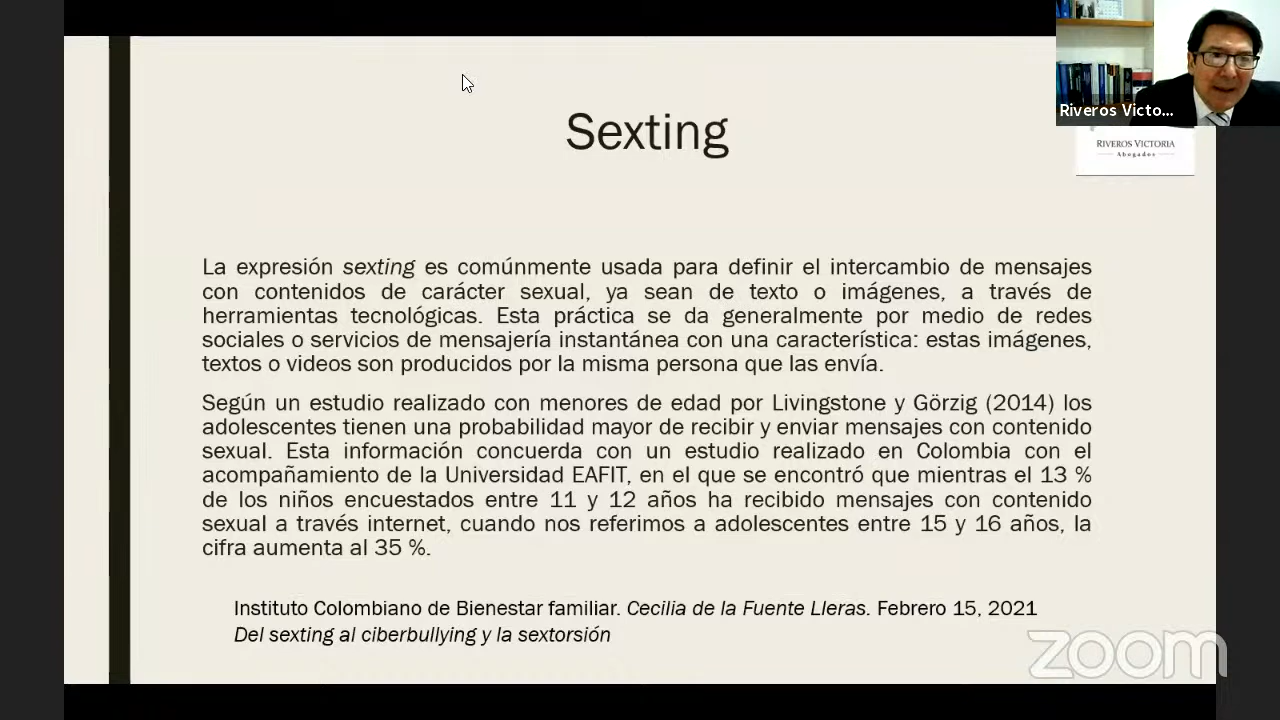 Riveros Victo...
RIVEROS VICTORIA
Abogados
Sexting
La expresión sexting es comúnmente usada para definir el intercambio de mensajes
con contenidos de carácter sexual, ya sean de texto o imágenes, a través de
herramientas tecnológicas. Esta práctica se da generalmente por medio de redes
sociales o servicios de mensajería instantánea con una característica: estas imágenes,
textos o videos son producidos por la misma persona que las envía.
Según un estudio realizado con menores de edad por Livingstone y Görzig (2014) los
adolescentes tienen una probabilidad mayor de recibir y enviar mensajes con contenido
sexual. Esta información concuerda con un estudio realizado en Colombia con el
acompañamiento de la Universidad EAFIT, en el que se encontró que mientras el 13 %
de los niños encuestados entre 11 y 12 años ha recibido mensajes con contenido
sexual a través internet, cuando nos referimos a adolescentes entre 15 y 16 años, la
cifra aumenta al 35 %.
Instituto Colombiano de Bienestar familiar. Cecilia de la Fuente Lleras. Febrero 15, 2021
Del sexting al ciberbullying y la sextorsión
zoom